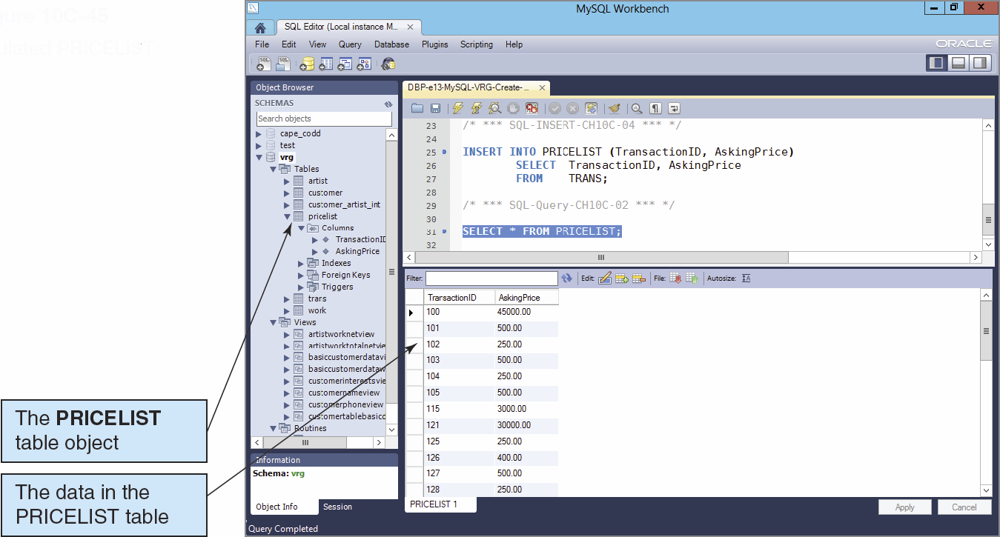 gure 10C-45
ulated PRICELIST
MySQL Workbench
SQL Editor (Local instance M...
File Edit View Query Database Plugins Scripting Help
ORACLE
Object Browser
SCHEMAS
Search objects
cape_codd
test
vrg
Tables
artist
customer
customer_artist_int
pricelist
Columns
TransactionID
AskingPrice
Indexes
Foreign Keys
Triggers
trans
work
Views
artistworknetview
artistworktotalnetvie
basiccustomerdatavi
basiccustomerdataw
customerinterestsvie
customernameview
customerphoneview
customertablebasicd
Routines
Information
Schema: vrg
Object Info Session
Query Completed
DBP-e13-MySQL-VRG-Create-...
23 /* *** SQL-INSERT-CH10C-04 *** */
24
25 INSERT INTO PRICELIST (TransactionID, AskingPrice)
26 SELECT TransactionID, AskingPrice
27 FROM TRANS;
28
29 /* *** SQL-Query-CH10C-02 *** */
30
31 SELECT * FROM PRICELIST;
32
Filter: Edit: File: Autosize:
TransactionID AskingPrice
100 45000.00
101 500.00
102 250.00
103 500.00
104 250.00
105 500.00
115 3000.00
121 30000.00
125 250.00
126 400.00
127 500.00
128 250.00
PRICELIST 1
Apply Cancel
The PRICELIST
table object
The data in the
PRICELIST table